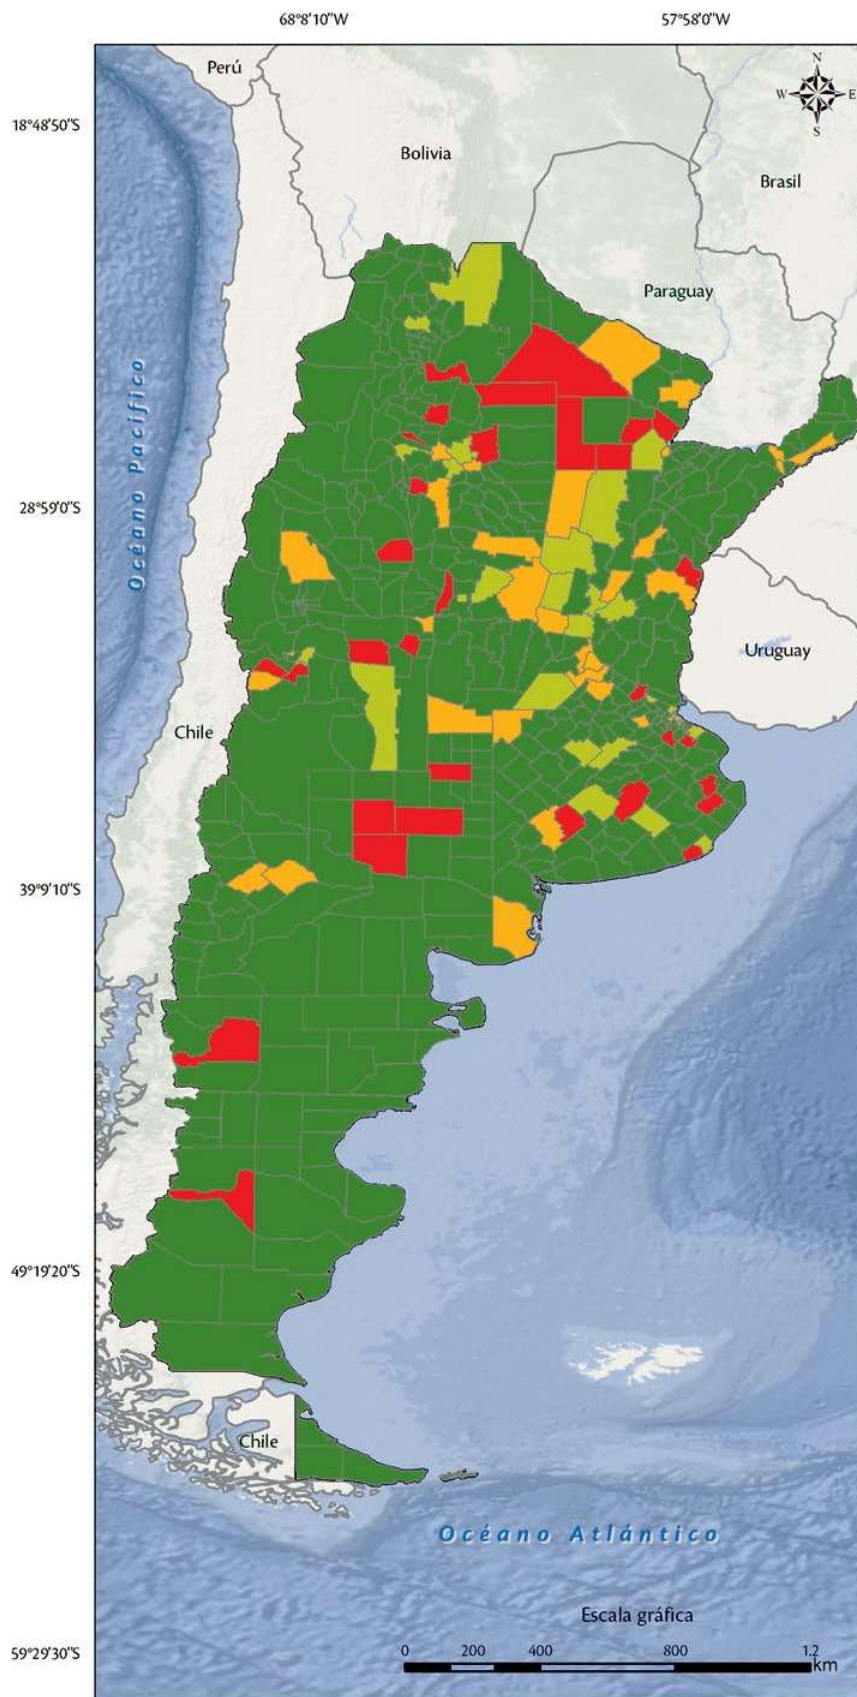 68°8'10"W 57°58'0"W
Perú
N
W E
S
18°48'50"S
Bolivia
Brasil
Paraguay
Océano Pacífico
28°59'0"S
Uruguay
Chile
39°9'10"S
49°19'20"S
Chile
Océano Atlántico
Escala gráfica
59°29'30"S
0 200 400 800 1.2
km